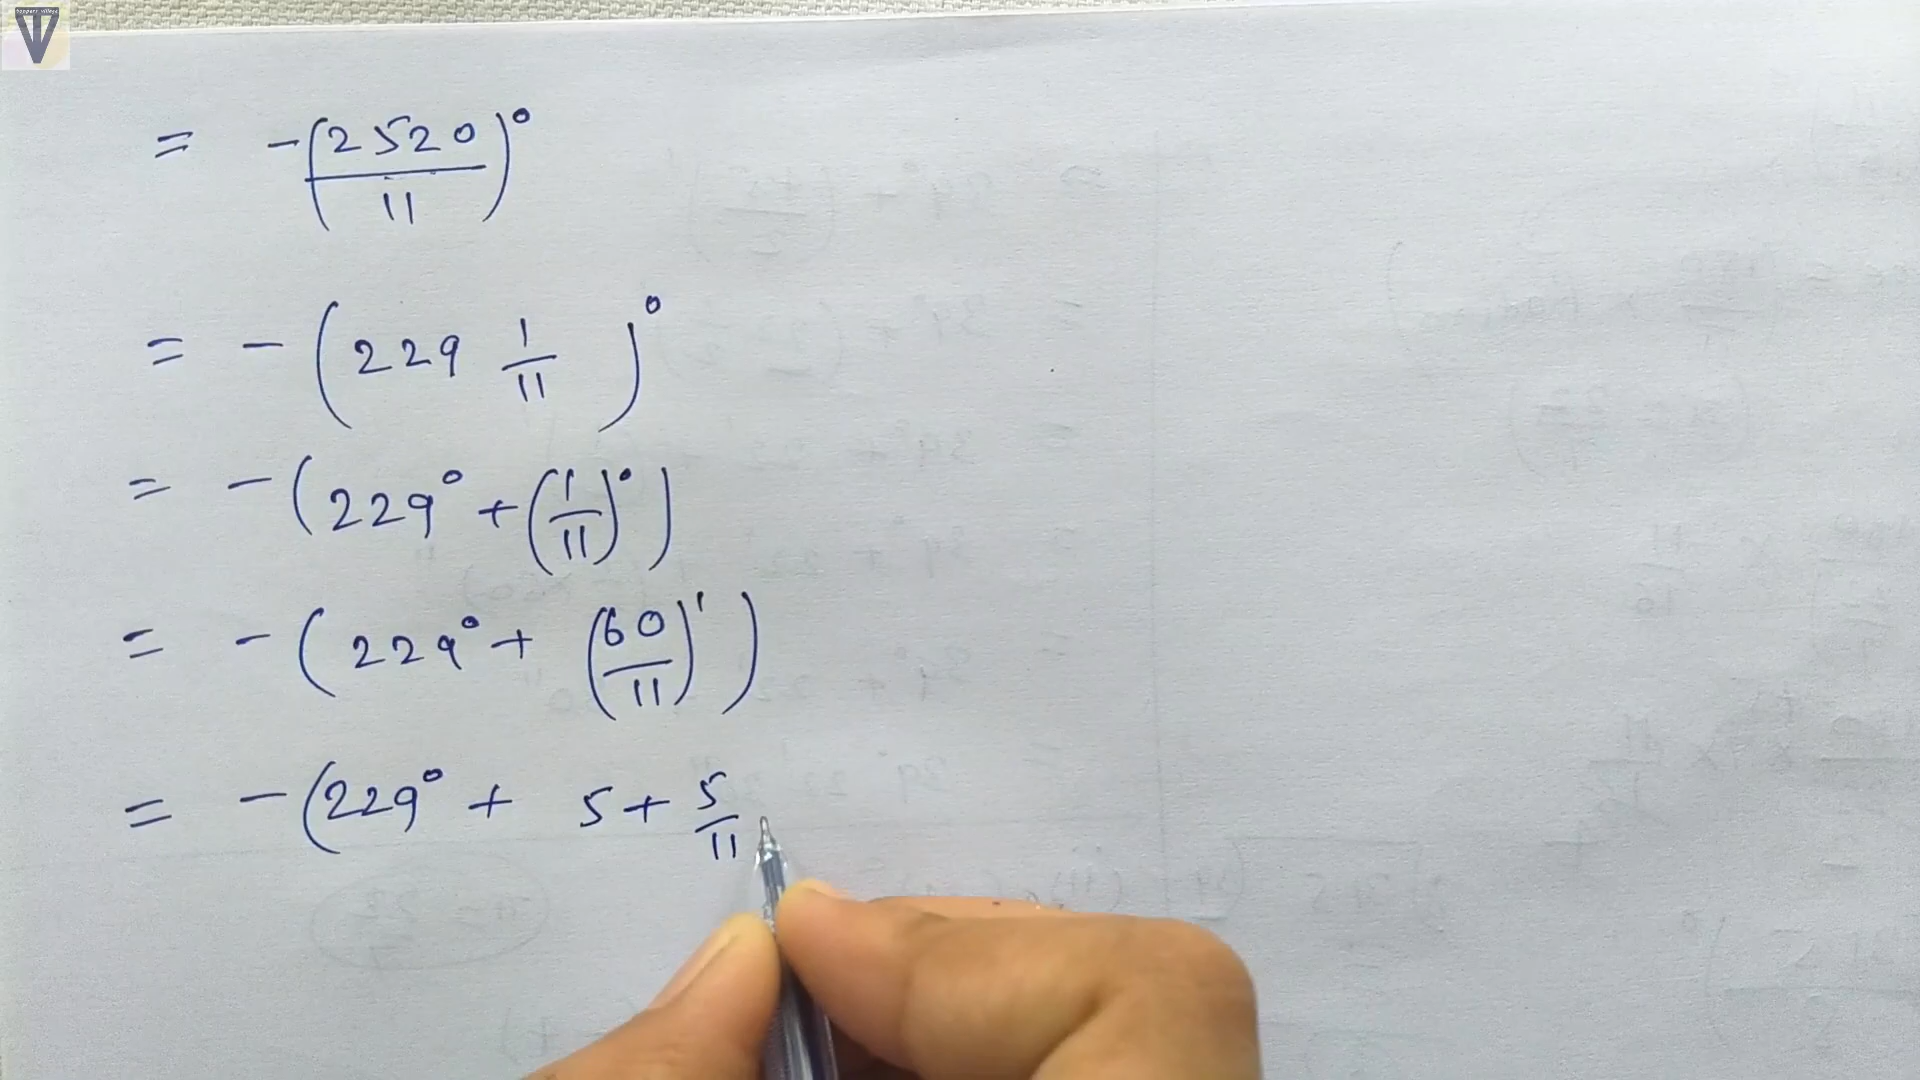 = -(2520/11)°
= -(229 1/11)°
= -(229° + (1/11)°)
= -(229° + (60/11)')
= -(229° + 5 + 5/11